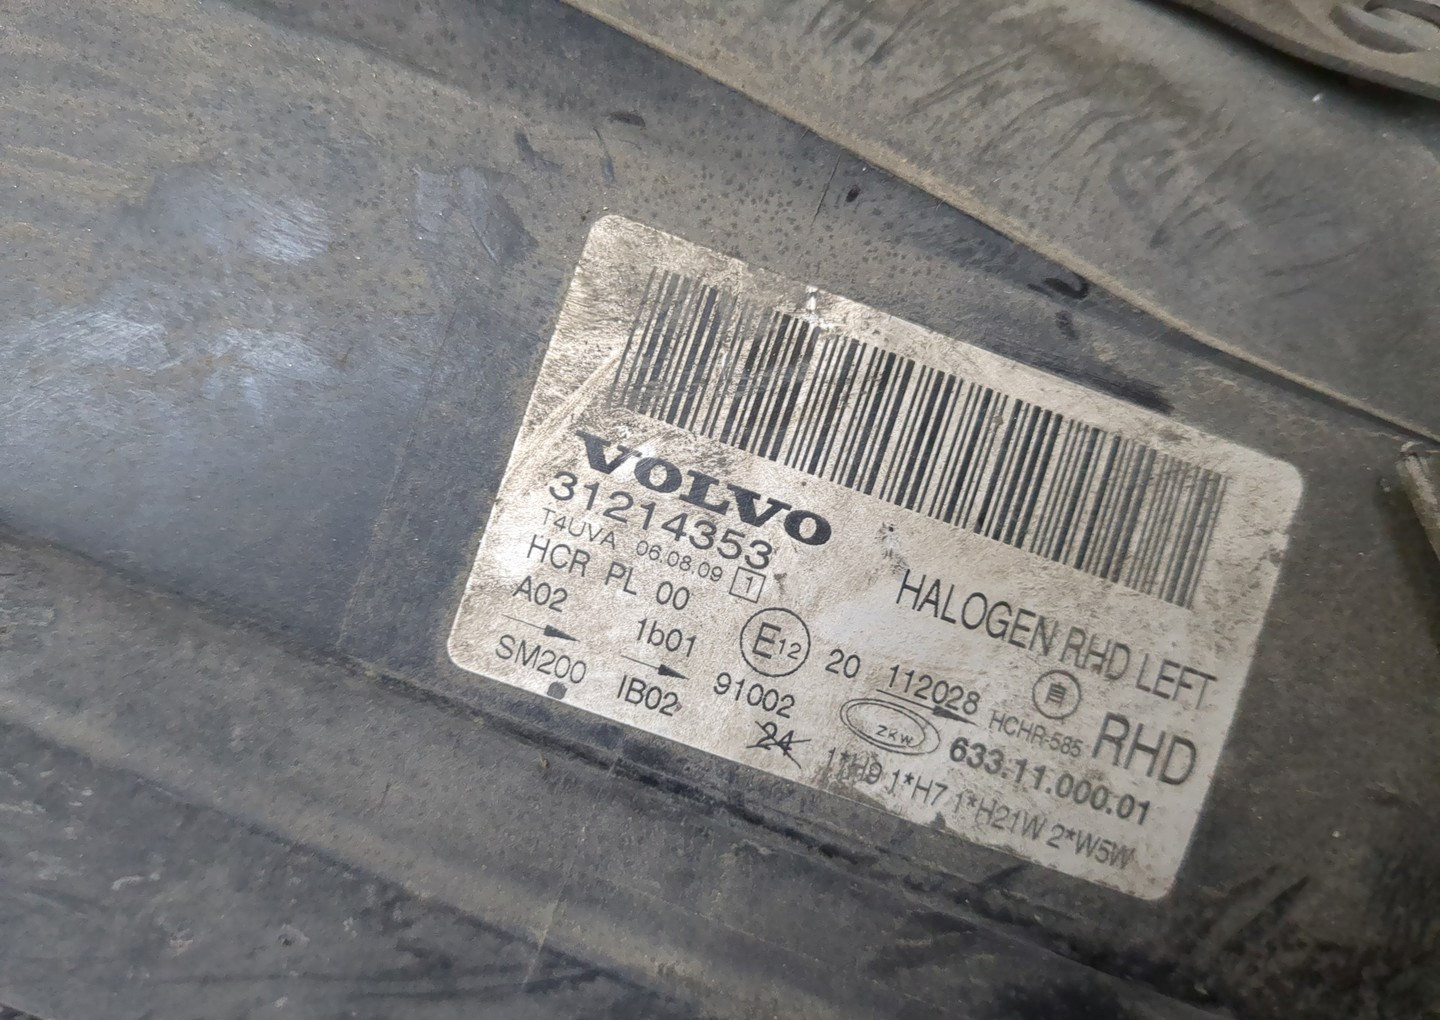 VOLVO
31214353
T4UVA 06.08.09 1
HCR PL 00
A02 1b01 E12 20 112028
SM200 IB02 91002
24
HALOGEN RHD LEFT
自
HCHR-585 RHD
ZKW 633.11.000.01
1*H9 1*H7 1*H21W 2*W5W